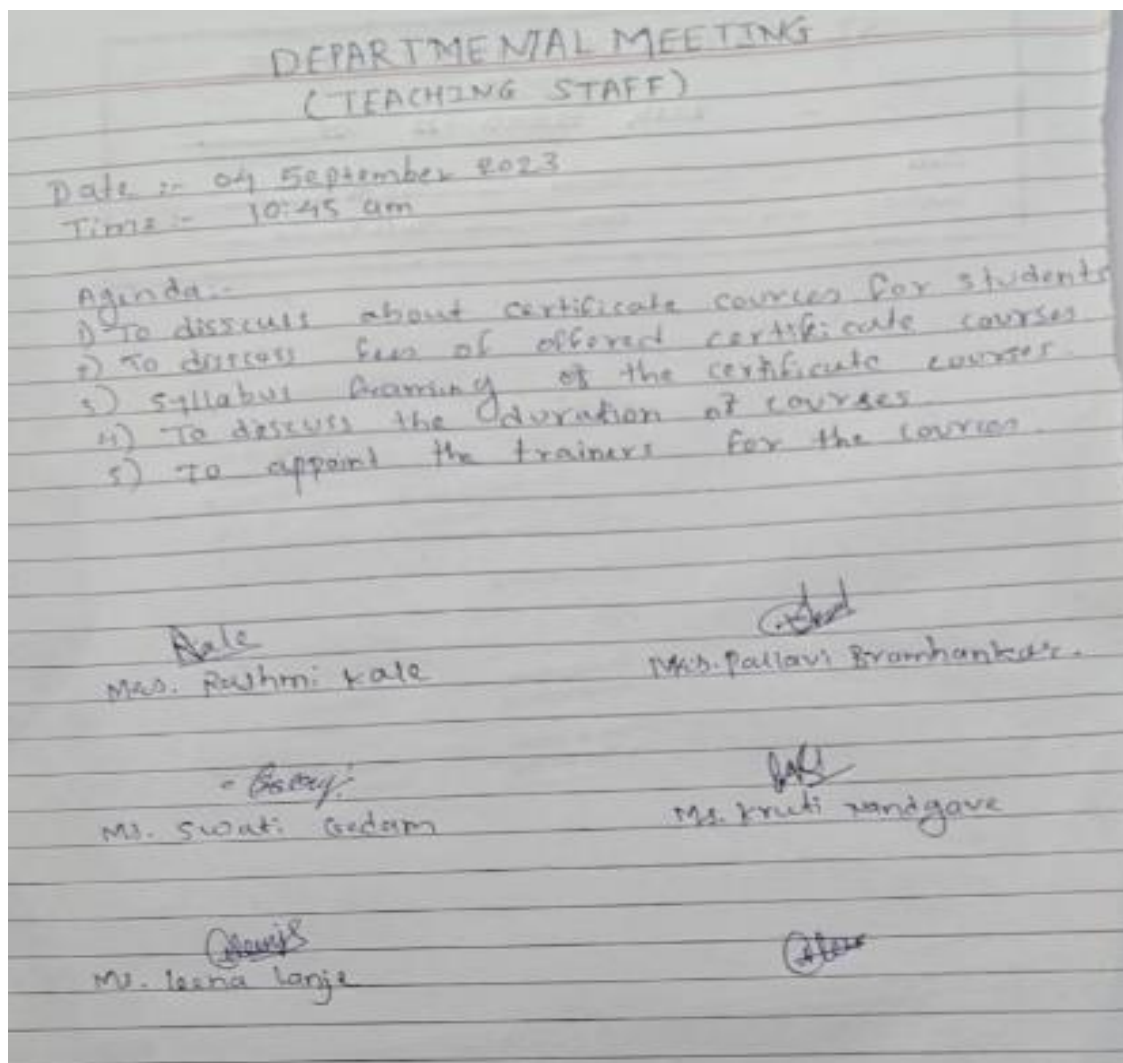 DEPARTMENTAL MEETING
(TEACHING STAFF)
Date :- 04 September 2023
Time :- 10:45 am
Agenda :-
1) To disscuss about certificate courses for students
2) To discuss fees of offered certificate courses
3) Syllabus framing of the certificate courses.
4) To discuss the duration of courses.
5) To appoint the trainers for the courses.
Kale
Mrs. Rashmi Kale
Mrs. Pallavi Bramhankar.
Ms. Swati Gedam
Ms. Kruti Nandgave
Ms. Leena Lanje